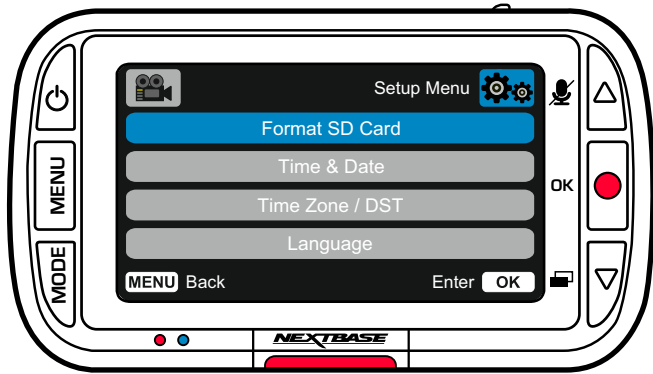 Setup Menu
Format SD Card
Time & Date
Time Zone / DST
Language
MENU Back
Enter OK
MENU
MODE
OK
NEXTBASE